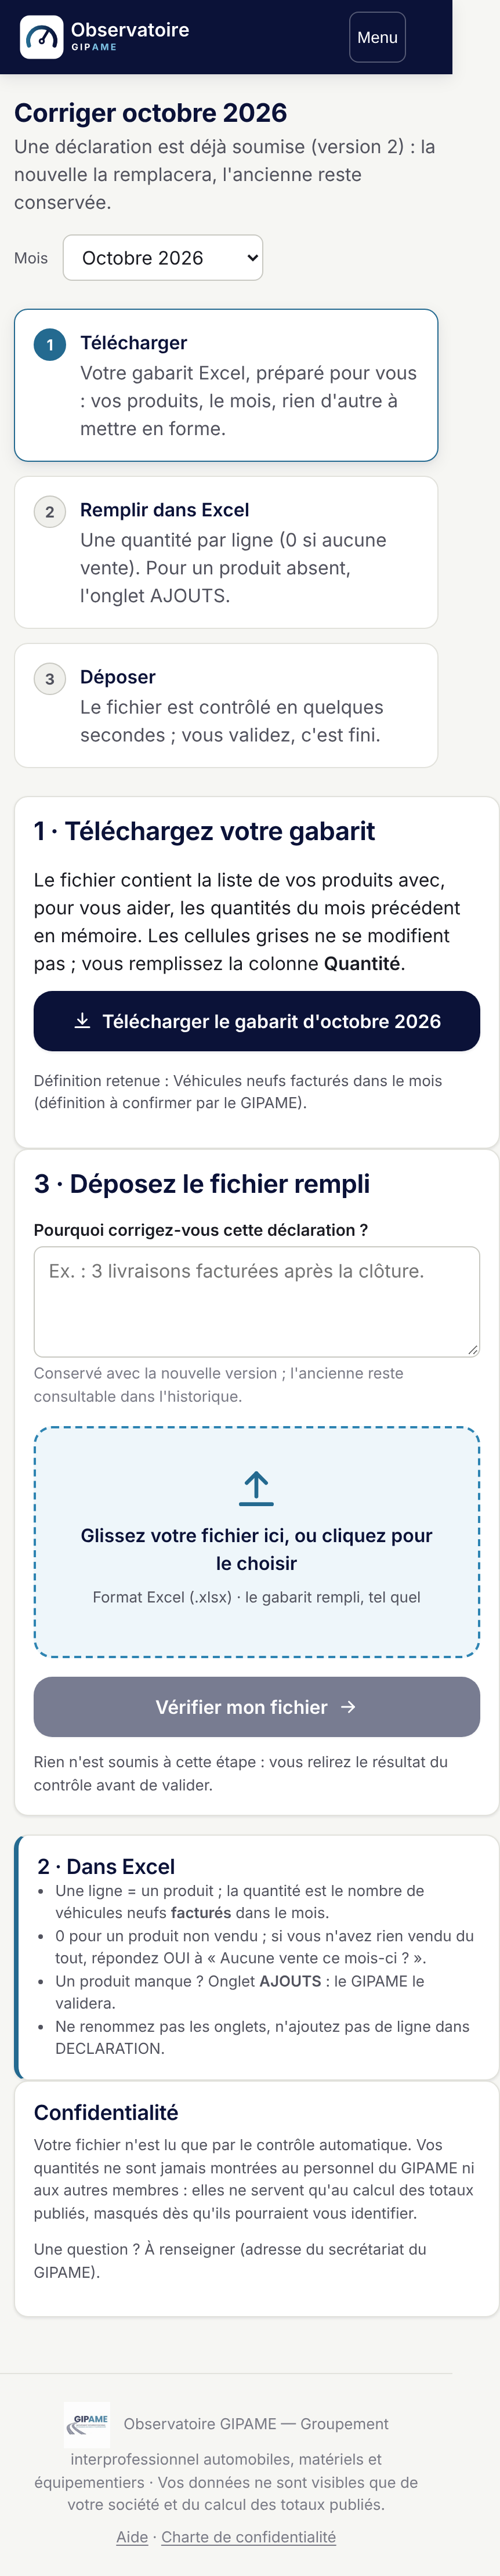 Observatoire
GIPAME
Menu
Corriger octobre 2026
Une déclaration est déjà soumise (version 2) : la
nouvelle la remplacera, l'ancienne reste
conservée.
Mois
Octobre 2026
1
Télécharger
Votre gabarit Excel, préparé pour vous
: vos produits, le mois, rien d'autre à
mettre en forme.
2
Remplir dans Excel
Une quantité par ligne (0 si aucune
vente). Pour un produit absent,
l'onglet AJOUTS.
3
Déposer
Le fichier est contrôlé en quelques
secondes ; vous validez, c'est fini.
1 · Téléchargez votre gabarit
Le fichier contient la liste de vos produits avec,
pour vous aider, les quantités du mois précédent
en mémoire. Les cellules grises ne se modifient
pas ; vous remplissez la colonne Quantité.
Télécharger le gabarit d'octobre 2026
Définition retenue : Véhicules neufs facturés dans le mois
(définition à confirmer par le GIPAME).
3 · Déposez le fichier rempli
Pourquoi corrigez-vous cette déclaration ?
Ex. : 3 livraisons facturées après la clôture.
Conservé avec la nouvelle version ; l'ancienne reste
consultable dans l'historique.
Glissez votre fichier ici, ou cliquez pour
le choisir
Format Excel (.xlsx) · le gabarit rempli, tel quel
Vérifier mon fichier →
Rien n'est soumis à cette étape : vous relirez le résultat du
contrôle avant de valider.
2 · Dans Excel
• Une ligne = un produit ; la quantité est le nombre de
véhicules neufs facturés dans le mois.
• 0 pour un produit non vendu ; si vous n'avez rien vendu du
tout, répondez OUI à « Aucune vente ce mois-ci ? ».
• Un produit manque ? Onglet AJOUTS : le GIPAME le
validera.
• Ne renommez pas les onglets, n'ajoutez pas de ligne dans
DECLARATION.
Confidentialité
Votre fichier n'est lu que par le contrôle automatique. Vos
quantités ne sont jamais montrées au personnel du GIPAME ni
aux autres membres : elles ne servent qu'au calcul des totaux
publiés, masqués dès qu'ils pourraient vous identifier.
Une question ? À renseigner (adresse du secrétariat du
GIPAME).
GIPAME
Observatoire GIPAME — Groupement
interprofessionnel automobiles, matériels et
équipementiers · Vos données ne sont visibles que de
votre société et du calcul des totaux publiés.
Aide · Charte de confidentialité